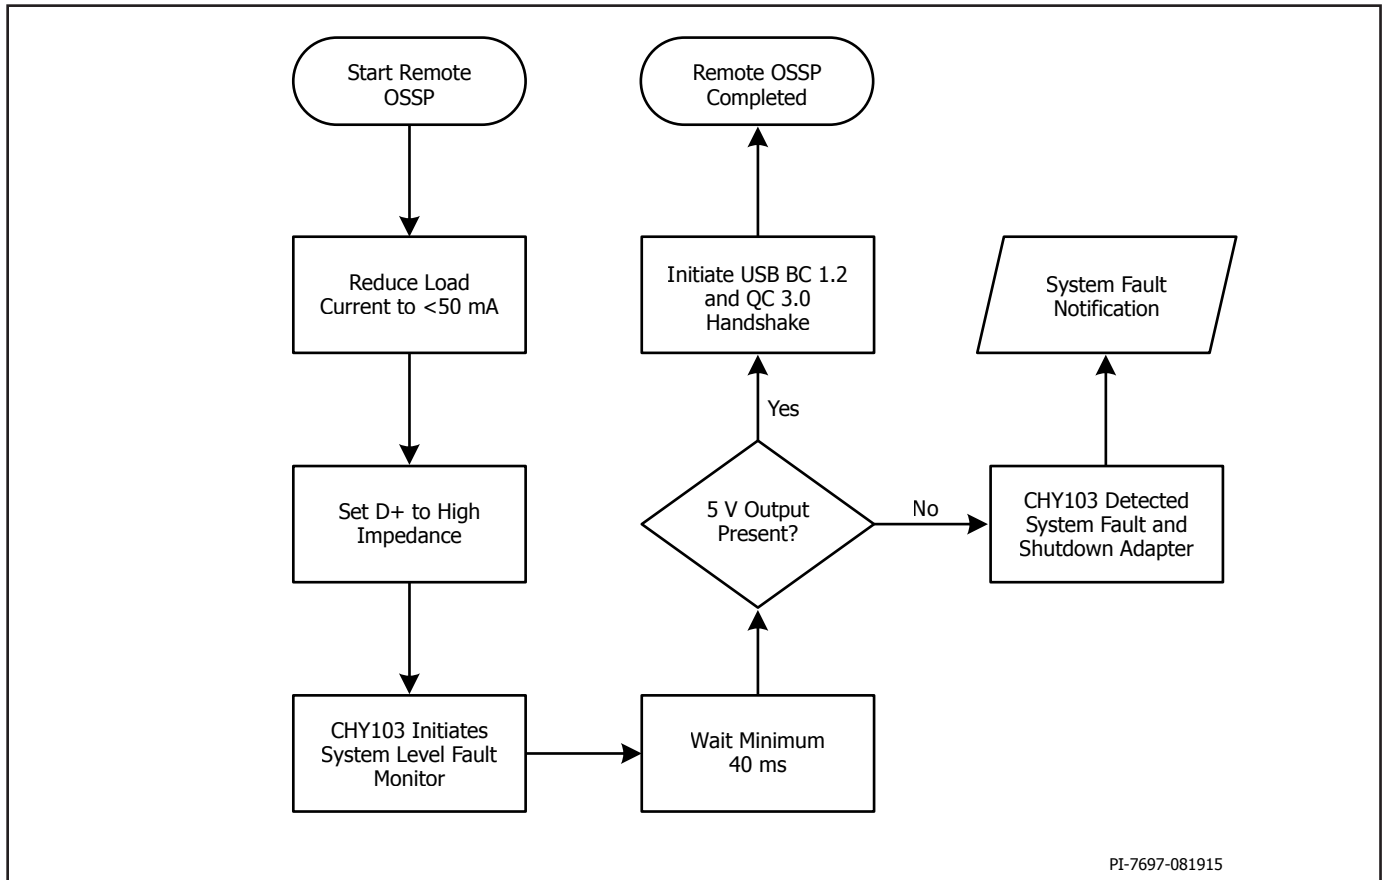 Start Remote
OSSP
Reduce Load
Current to <50 mA
Set D+ to High
Impedance
CHY103 Initiates
System Level Fault
Monitor
Wait Minimum
40 ms
5 V Output
Present?
Yes
No
Initiate USB BC 1.2
and QC 3.0
Handshake
Remote OSSP
Completed
CHY103 Detected
System Fault and
Shutdown Adapter
System Fault
Notification
PI-7697-081915